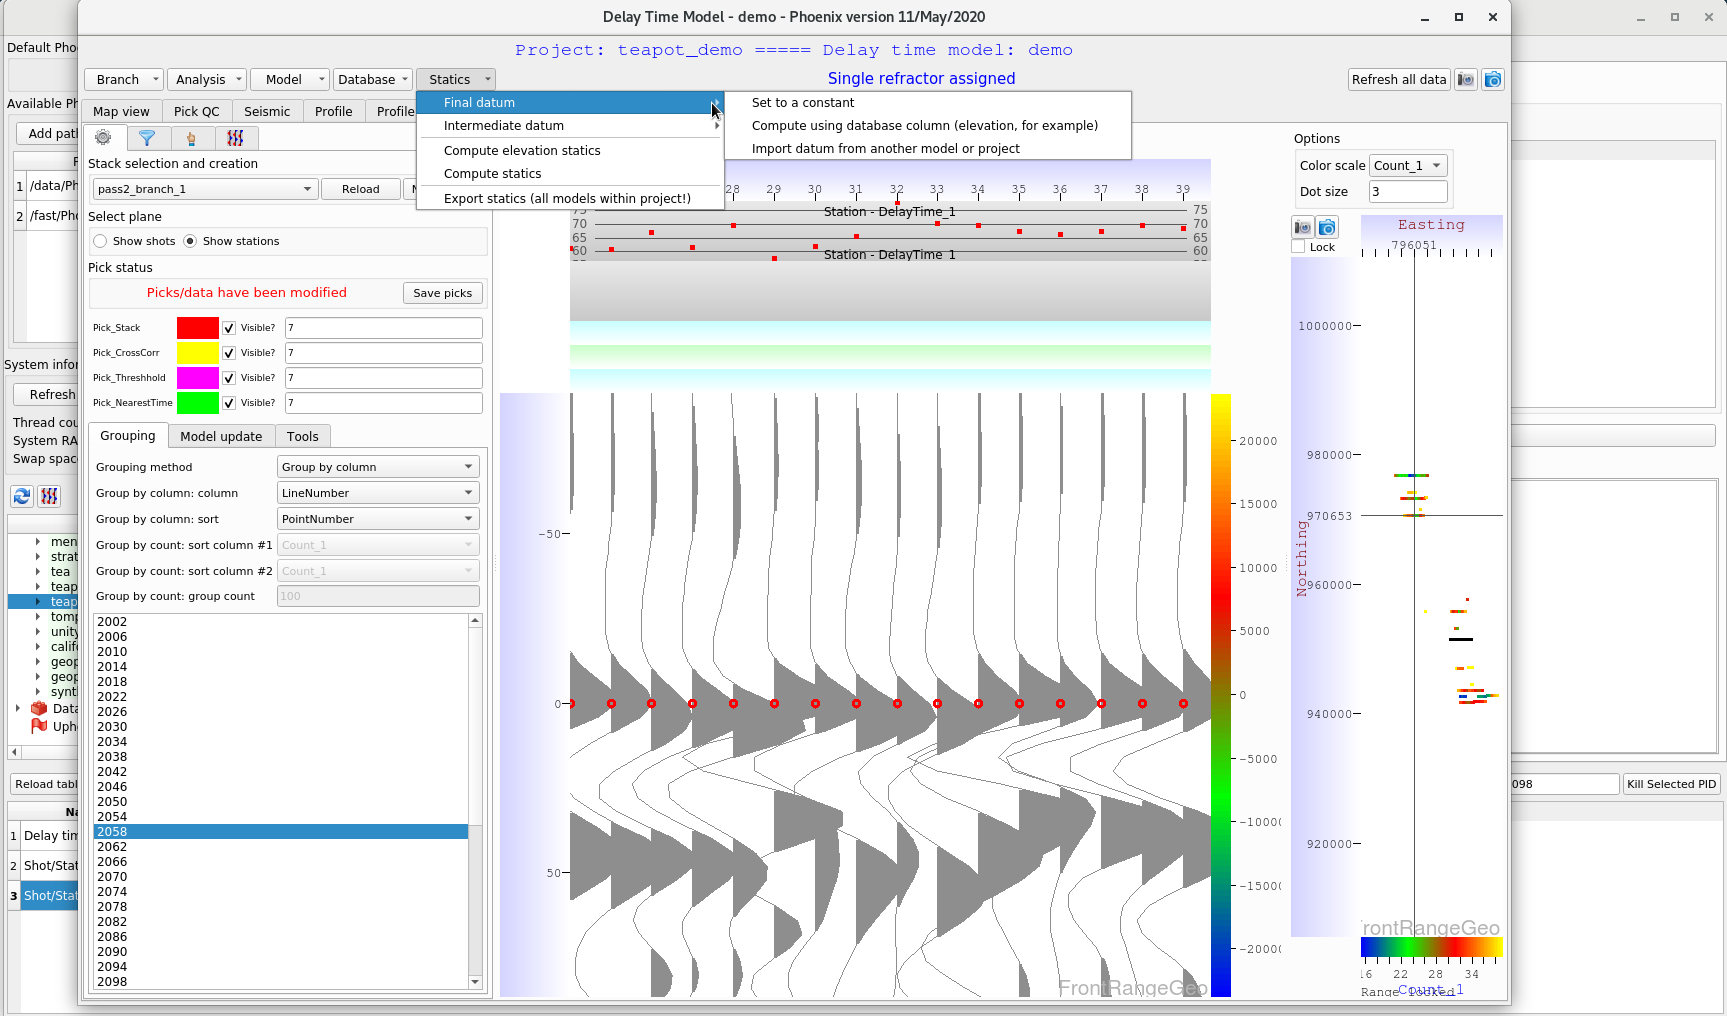 Delay Time Model - demo - Phoenix version 11/May/2020
Project: teapot_demo ===== Delay time model: demo
Default Pho
Branch
Analysis
Model
Database
Statics
Single refractor assigned
Refresh all data
Available Pa
Map view
Pick QC
Seismic
Profile
Profile
Final datum
Intermediate datum
Compute elevation statics
Compute statics
Export statics (all models within project!)
Set to a constant
Compute using database column (elevation, for example)
Import datum from another model or project
Add path
1 /data/Ph
2 /fast/Pho
Stack selection and creation
pass2_branch_1
Reload
Select plane
Show shots
Show stations
Pick status
Picks/data have been modified
Save picks
Pick_Stack
Visible?
7
Pick_CrossCorr
Visible?
7
Pick_Threshhold
Visible?
7
Pick_NearestTime
Visible?
7
Grouping
Model update
Tools
Grouping method
Group by column
Group by column: column
LineNumber
Group by column: sort
PointNumber
Group by count: sort column #1
Count_1
Group by count: sort column #2
Count_1
Group by count: group count
100
2002
2006
2010
2014
2018
2022
2026
2030
2034
2038
2042
2046
2050
2054
2058
2062
2066
2070
2074
2078
2082
2086
2090
2094
2098
System infor
Refresh
Thread cou
System RA
Swap space
men
strat
tea
teap
teap
tomp
unity
calif
geop
geop
synt
Data
Upho
Reload tabl
Na
1 Delay tim
2 Shot/Stat
3 Shot/Stat
28 29 30 31 32 33 34 35 36 37 38 39
Station - DelayTime_1
75
70
65
60
75
70
65
60
Station - DelayTime_1
-50
0
50
FrontRangeGeo
20000
15000
10000
5000
0
-5000
-10000
-15000
-20000
Options
Color scale
Count_1
Dot size
3
Lock
Easting
796051
Northing
1000000
980000
970653
960000
940000
920000
rontRangeGeo
16 22 28 34
Range locked
Count_1
098
Kill Selected PID